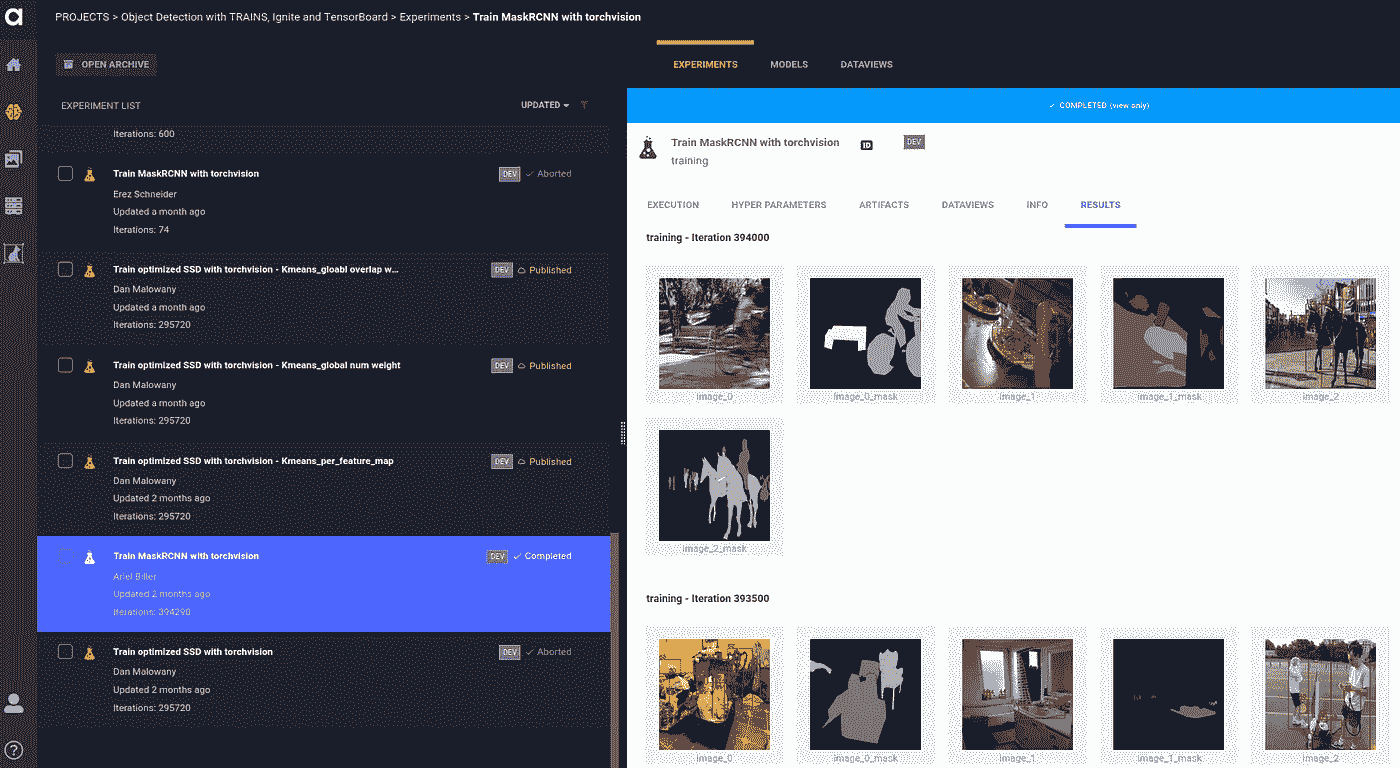 PROJECTS > Object Detection with TRAINS, Ignite and TensorBoard > Experiments > Train MaskRCNN with torchvision
OPEN ARCHIVE
EXPERIMENTS MODELS DATAVIEWS
EXPERIMENT LIST UPDATED
Iterations: 600
Train MaskRCNN with torchvision DEV Aborted
Erez Schneider
Updated a month ago
Iterations: 74
Train optimized SSD with torchvision - Kmeans_gloabl overlap w... DEV Published
Dan Malowany
Updated a month ago
Iterations: 295720
Train optimized SSD with torchvision - Kmeans_global num weight DEV Published
Dan Malowany
Updated a month ago
Iterations: 295720
Train optimized SSD with torchvision - Kmeans_per_feature_map DEV Published
Dan Malowany
Updated 2 months ago
Iterations: 295720
Train MaskRCNN with torchvision DEV Completed
Ariel Biller
Updated 2 months ago
Iterations: 394290
Train optimized SSD with torchvision DEV Aborted
Dan Malowany
Updated 2 months ago
Iterations: 295720
COMPLETED (view only)
Train MaskRCNN with torchvision ID DEV
training
EXECUTION HYPER PARAMETERS ARTIFACTS DATAVIEWS INFO RESULTS
training - Iteration 394000
image_0 image_0_mask image_1 image_1_mask image_2
image_2_mask
training - Iteration 393500
image_0 image_0_mask image_1 image_1_mask image_2